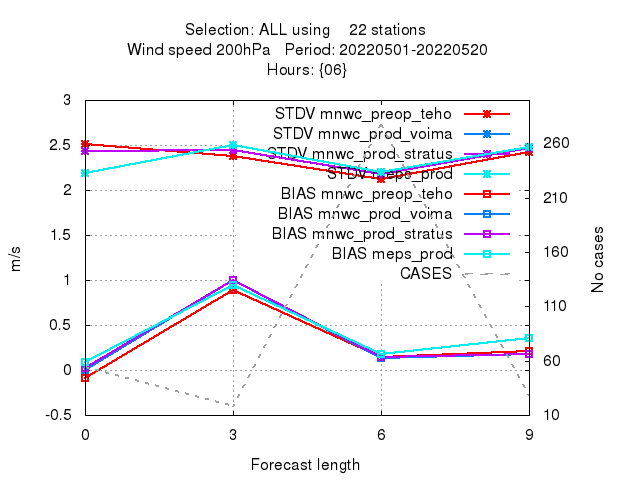 Selection: ALL using 22 stations
Wind speed 200hPa Period: 20220501-20220520
Hours: {06}
3
2.5
2
1.5
1
0.5
0
-0.5
m/s
STDV mnwc_preop_teho
STDV mnwc_prod_voima
STDV mnwc_prod_stratus
STDV meps_prod
BIAS mnwc_preop_teho
BIAS mnwc_prod_voima
BIAS mnwc_prod_stratus
BIAS meps_prod
CASES
260
210
160
110
60
10
No cases
0 3 6 9
Forecast length